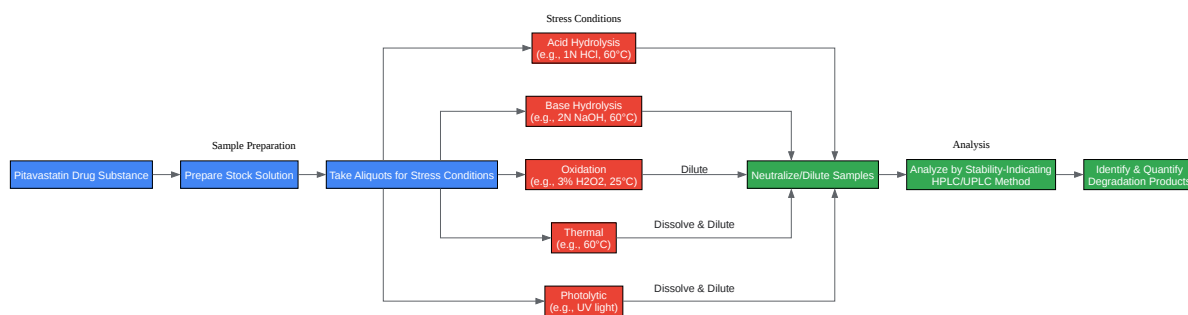 Stress Conditions
Acid Hydrolysis
(e.g., 1N HCl, 60°C)
Base Hydrolysis
(e.g., 2N NaOH, 60°C)
Sample Preparation
Analysis
Pitavastatin Drug Substance
Prepare Stock Solution
Take Aliquots for Stress Conditions
Oxidation
(e.g., 3% H2O2, 25°C)
Dilute
Neutralize/Dilute Samples
Analyze by Stability-Indicating
HPLC/UPLC Method
Identify & Quantify
Degradation Products
Thermal
(e.g., 60°C)
Dissolve & Dilute
Photolytic
(e.g., UV light)
Dissolve & Dilute